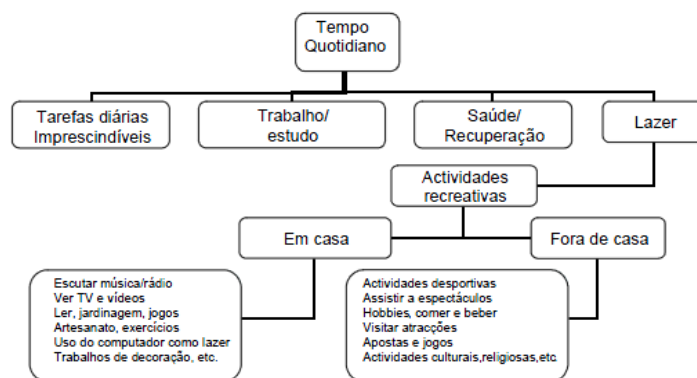 Tempo
Quotidiano
Tarefas diárias
Imprescindíveis
Trabalho/
estudo
Saúde/
Recuperação
Lazer
Actividades
recreativas
Em casa
Fora de casa
Escutar música/rádio
Ver TV e vídeos
Ler, jardinagem, jogos
Artesanato, exercícios
Uso do computador como lazer
Trabalhos de decoração, etc.
Actividades desportivas
Assistir a espectáculos
Hobbies, comer e beber
Visitar atracções
Apostas e jogos
Actividades culturais,religiosas,etc